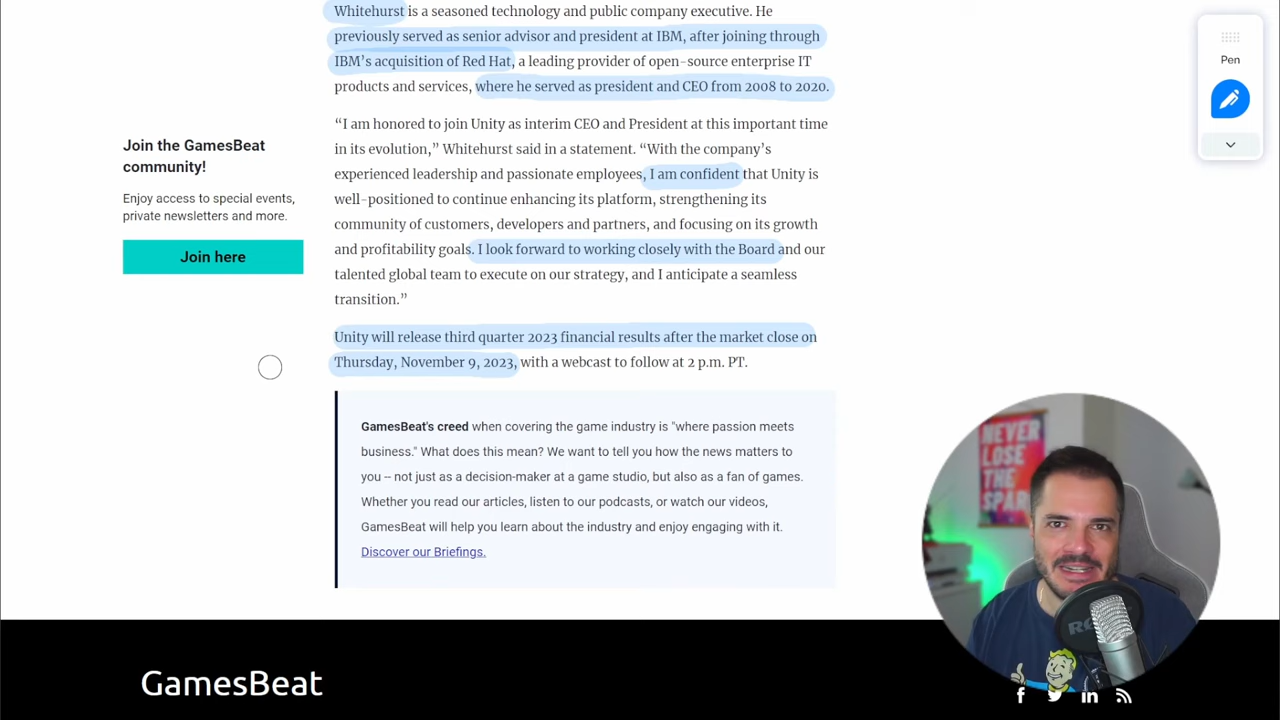 Whitehurst is a seasoned technology and public company executive. He
previously served as senior advisor and president at IBM, after joining through
IBM’s acquisition of Red Hat, a leading provider of open-source enterprise IT
products and services, where he served as president and CEO from 2008 to 2020.
“I am honored to join Unity as interim CEO and President at this important time
in its evolution,” Whitehurst said in a statement. “With the company’s
experienced leadership and passionate employees, I am confident that Unity is
well-positioned to continue enhancing its platform, strengthening its
community of customers, developers and partners, and focusing on its growth
and profitability goals. I look forward to working closely with the Board and our
talented global team to execute on our strategy, and I anticipate a seamless
transition.”
Unity will release third quarter 2023 financial results after the market close on
Thursday, November 9, 2023, with a webcast to follow at 2 p.m. PT.
Join the GamesBeat
community!
Enjoy access to special events,
private newsletters and more.
Join here
GamesBeat's creed when covering the game industry is "where passion meets
business." What does this mean? We want to tell you how the news matters to
you -- not just as a decision-maker at a game studio, but also as a fan of games.
Whether you read our articles, listen to our podcasts, or watch our videos,
GamesBeat will help you learn about the industry and enjoy engaging with it.
Discover our Briefings.
Pen
NEVER
LOSE
THE
SPAR
GamesBeat